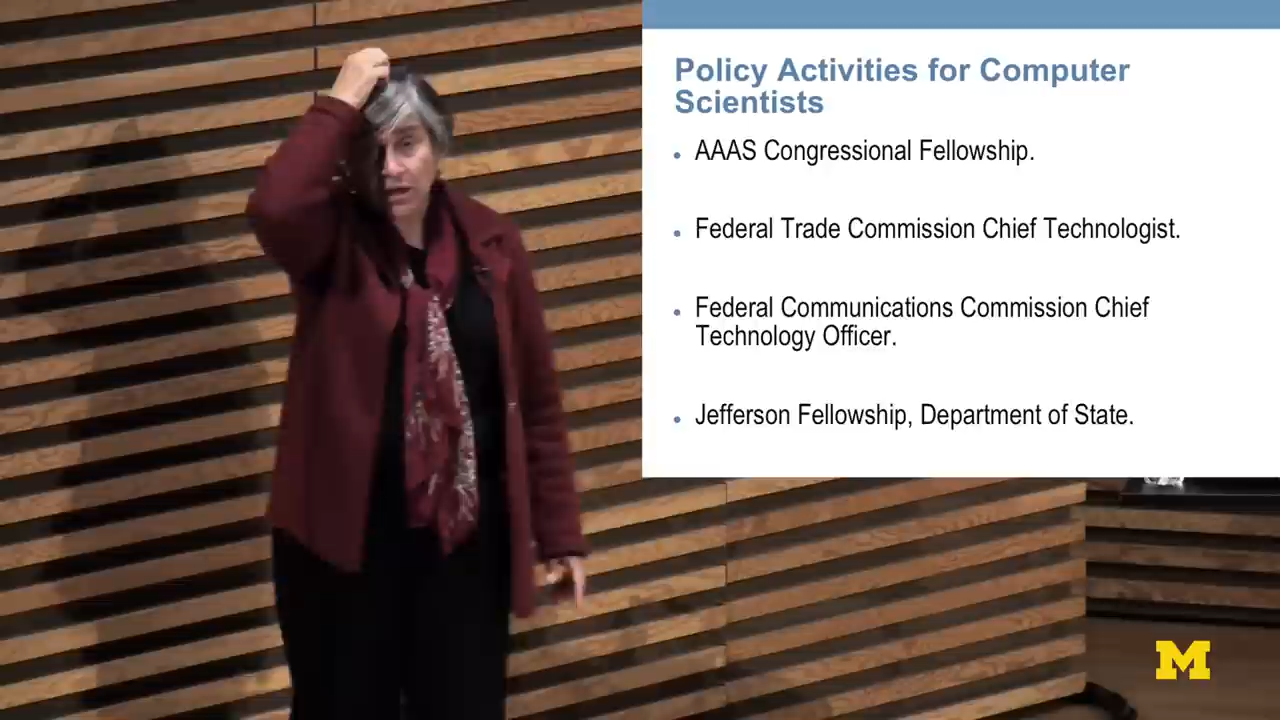 Policy Activities for Computer
Scientists
• AAAS Congressional Fellowship.
• Federal Trade Commission Chief Technologist.
• Federal Communications Commission Chief
Technology Officer.
• Jefferson Fellowship, Department of State.
M